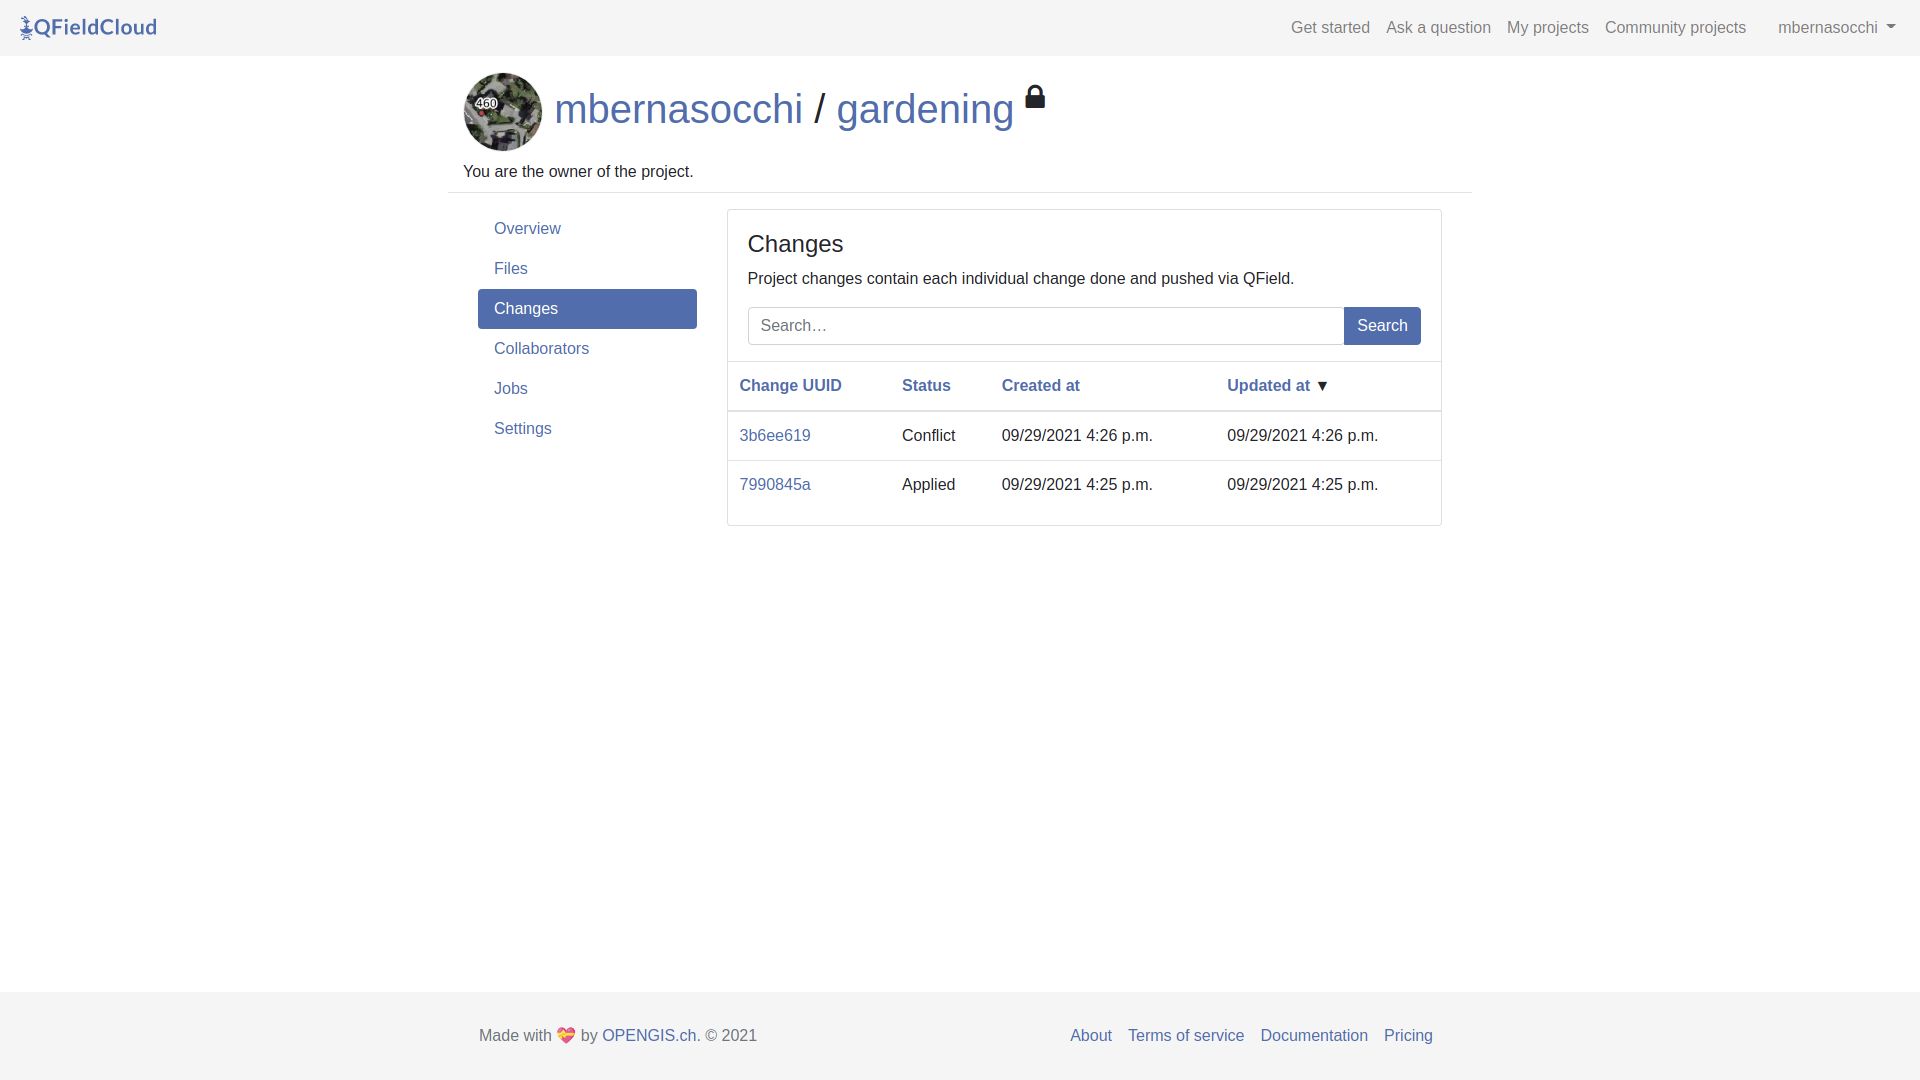 QFieldCloud
Get started Ask a question My projects Community projects mbernasocchi
460
mbernasocchi / gardening
You are the owner of the project.
Overview
Files
Changes
Collaborators
Jobs
Settings
Changes
Project changes contain each individual change done and pushed via QField.
Search… Search
Change UUID Status Created at Updated at ▼
3b6ee619 Conflict 09/29/2021 4:26 p.m. 09/29/2021 4:26 p.m.
7990845a Applied 09/29/2021 4:25 p.m. 09/29/2021 4:25 p.m.
Made with 💝 by OPENGIS.ch. © 2021
About Terms of service Documentation Pricing